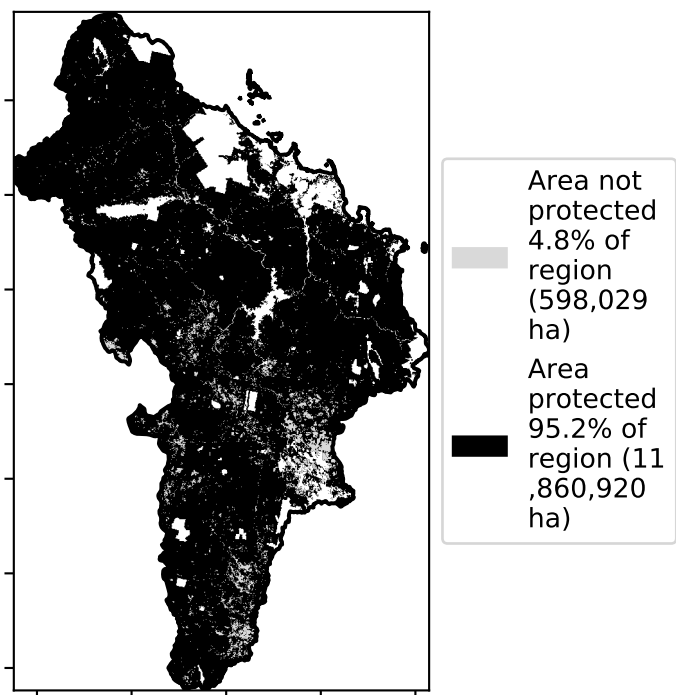 Area not
protected
4.8% of
region
(598,029
ha)
Area
protected
95.2% of
region (11
,860,920
ha)